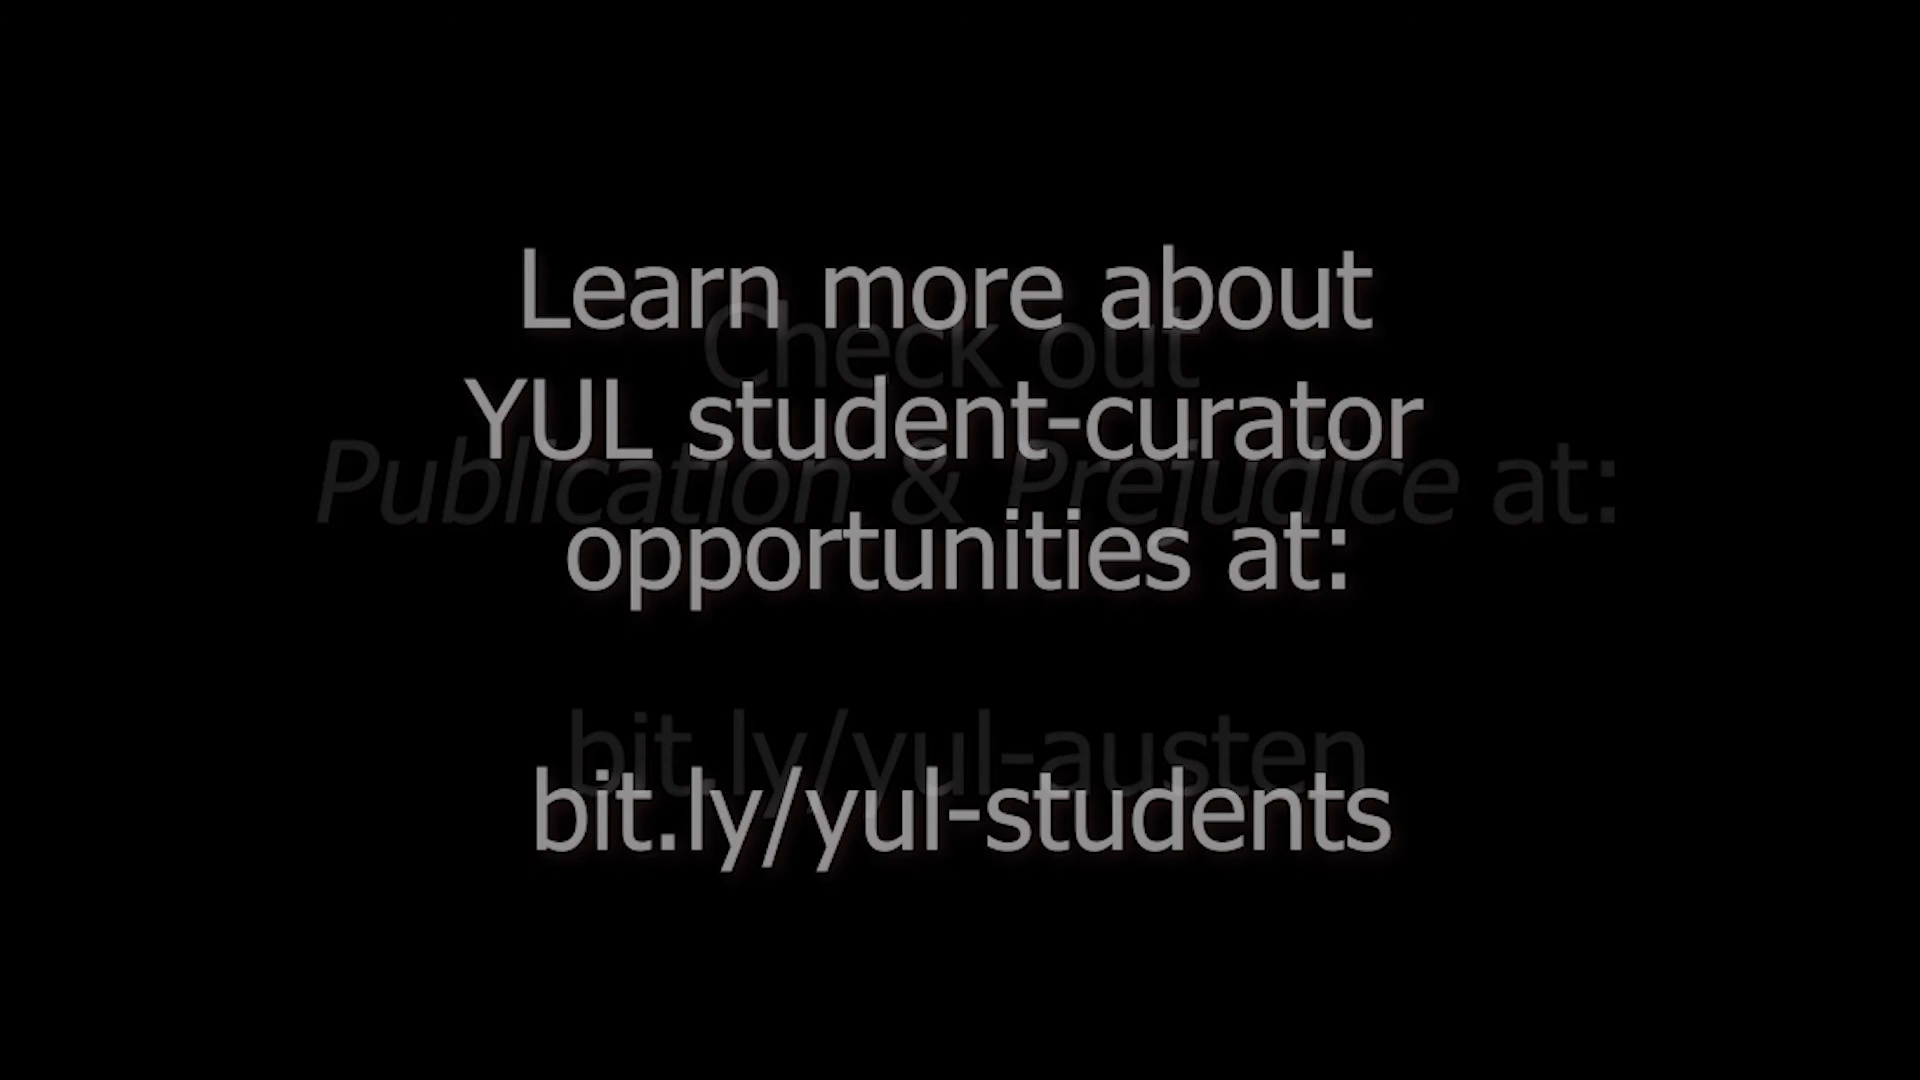 Learn more about
YUL student-curator
opportunities at:
bit.ly/yul-students
Check out
Publication & Prejudice at:
bit.ly/yul-austen